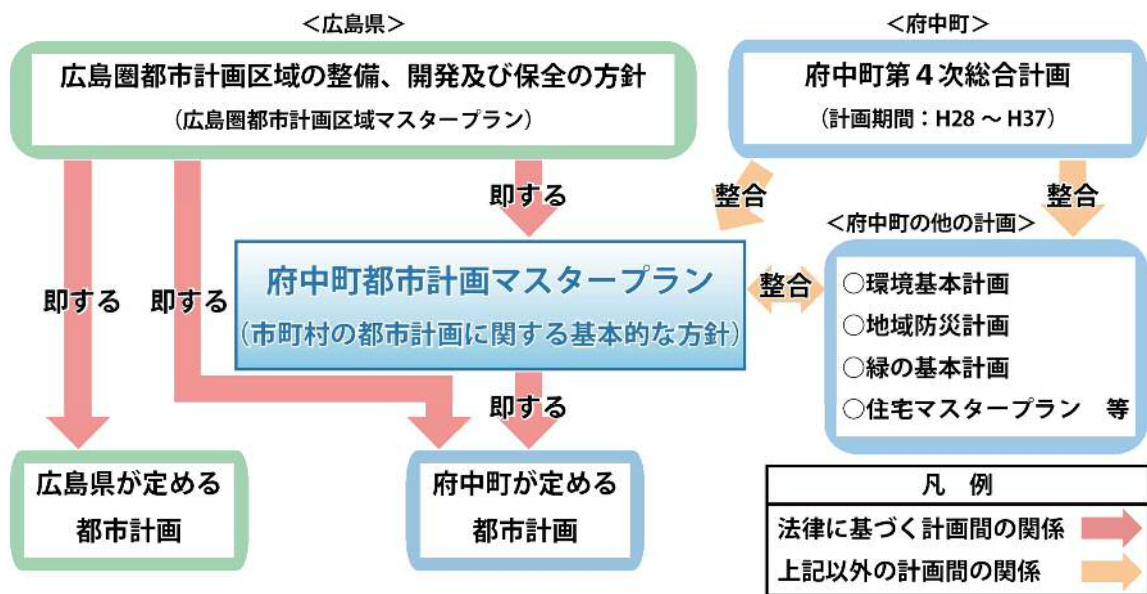 ＜広島県＞
広島圏都市計画区域の整備、開発及び保全の方針
（広島圏都市計画区域マスタープラン）
＜府中町＞
府中町第４次総合計画
（計画期間：H28 ～ H37）
即する
整合
整合
即する
即する
府中町都市計画マスタープラン
（市町村の都市計画に関する基本的な方針）
整合
＜府中町の他の計画＞
○環境基本計画
○地域防災計画
○緑の基本計画
○住宅マスタープラン　等
即する
広島県が定める
都市計画
府中町が定める
都市計画
凡　例
法律に基づく計画間の関係
上記以外の計画間の関係